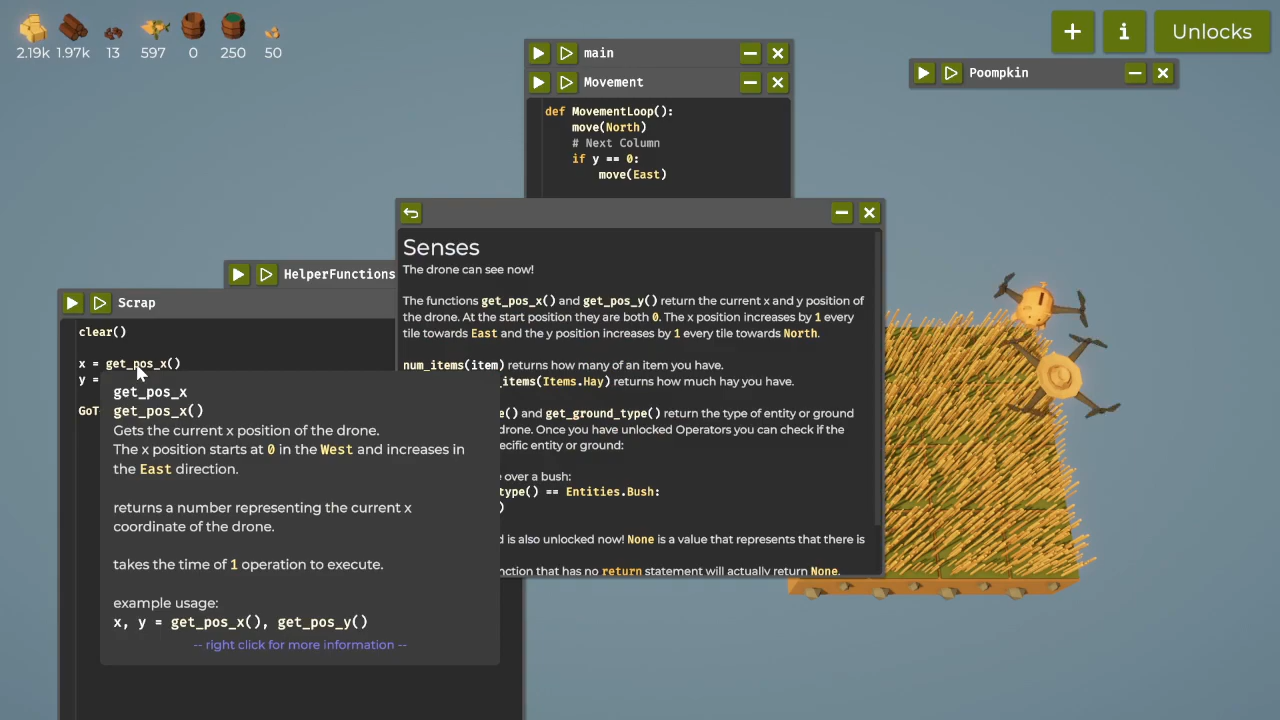 2.19k 1.97k 13 597 0 250 50
+ i Unlocks
main
Movement
def MovementLoop():
move(North)
# Next Column
if y == 0:
move(East)
Poompkin
HelperFunctions
Scrap
clear()
x = get_pos_x()
y =
GoT
get_pos_x
get_pos_x()
Gets the current x position of the drone.
The x position starts at 0 in the West and increases in
the East direction.
returns a number representing the current x
coordinate of the drone.
takes the time of 1 operation to execute.
example usage:
x, y = get_pos_x(), get_pos_y()
-- right click for more information --
Senses
The drone can see now!
The functions get_pos_x() and get_pos_y() return the current x and y position of
the drone. At the start position they are both 0. The x position increases by 1 every
tile towards East and the y position increases by 1 every tile towards North.
num_items(item) returns how many of an item you have.
_items(Items.Hay) returns how much hay you have.
e() and get_ground_type() return the type of entity or ground
drone. Once you have unlocked Operators you can check if the
ecific entity or ground:
e over a bush:
type() == Entities.Bush:
)
d is also unlocked now! None is a value that represents that there is
nction that has no return statement will actually return None.